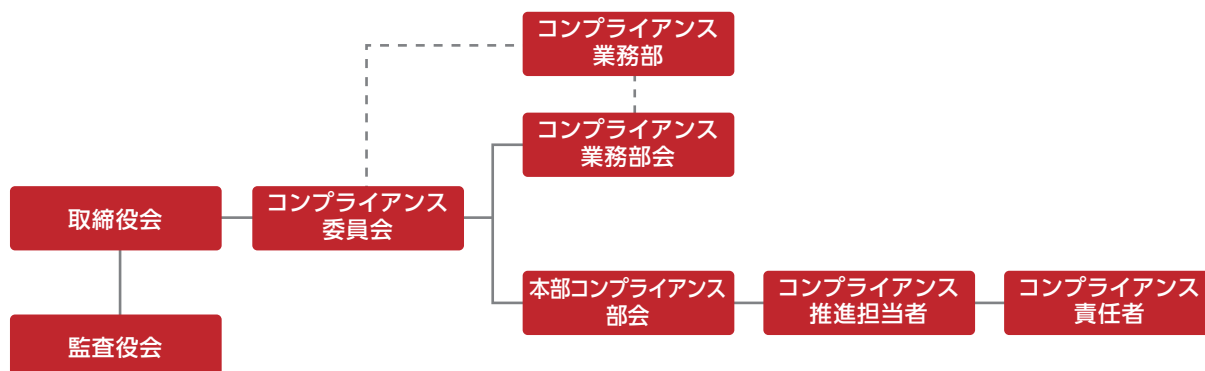 コンプライアンス
業務部
コンプライアンス
業務部会
取締役会
コンプライアンス
委員会
本部コンプライアンス
部会
コンプライアンス
推進担当者
コンプライアンス
責任者
監査役会